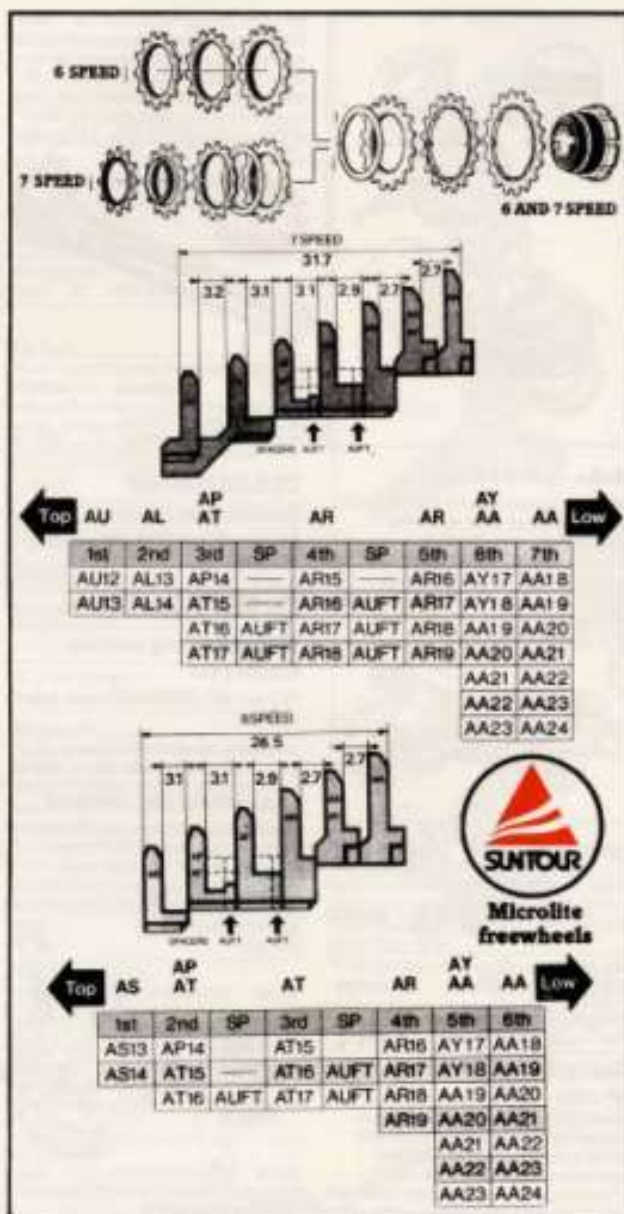 6 SPEED
7 SPEED
6 AND 7 SPEED
7 SPEED
31.7
3.2 3.1 3.1 2.9 2.7 2.7
SPACERS AUFT AUFT
AP AY
Top AU AL AT AR AR AA AA Low
1st 2nd 3rd SP 4th SP 5th 6th 7th
AU12 AL13 AP14 — AR15 — AR16 AY17 AA18
AU13 AL14 AT15 — AR16 AUFT AR17 AY18 AA19
AT16 AUFT AR17 AUFT AR18 AA19 AA20
AT17 AUFT AR18 AUFT AR19 AA20 AA21
AA21 AA22
AA22 AA23
AA23 AA24
6 SPEED
26.5
3.1 3.1 2.9 2.7 2.7
SPACERS AUFT AUFT
SUNTOUR
Microlite
freewheels
AP AY
Top AS AT AT AR AA AA Low
1st 2nd SP 3rd SP 4th 5th 6th
AS13 AP14 AT15 AR16 AY17 AA18
AS14 AT15 — AT16 AUFT AR17 AY18 AA19
AT16 AUFT AT17 AUFT AR18 AA19 AA20
AR19 AA20 AA21
AA21 AA22
AA22 AA23
AA23 AA24